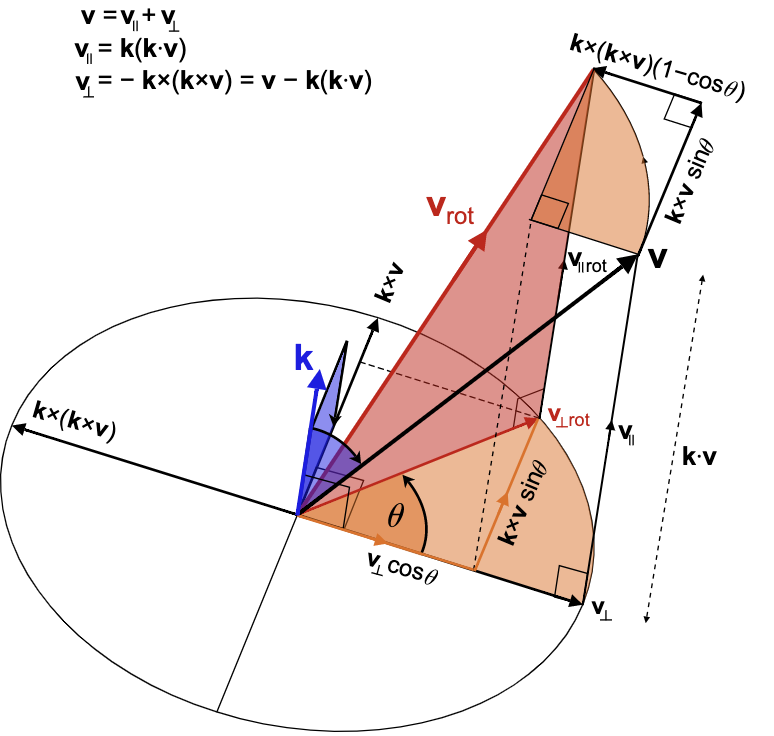 v = v∥ + v⊥
v∥ = k(k·v)
v⊥ = − k×(k×v) = v − k(k·v)
k×(k×v)(1−cosθ)
k×v sinθ
vrot
v∥rot
v
k×v
k
k×(k×v)
v⊥rot
v∥
k·v
k×v sinθ
θ
v⊥ cosθ
v⊥